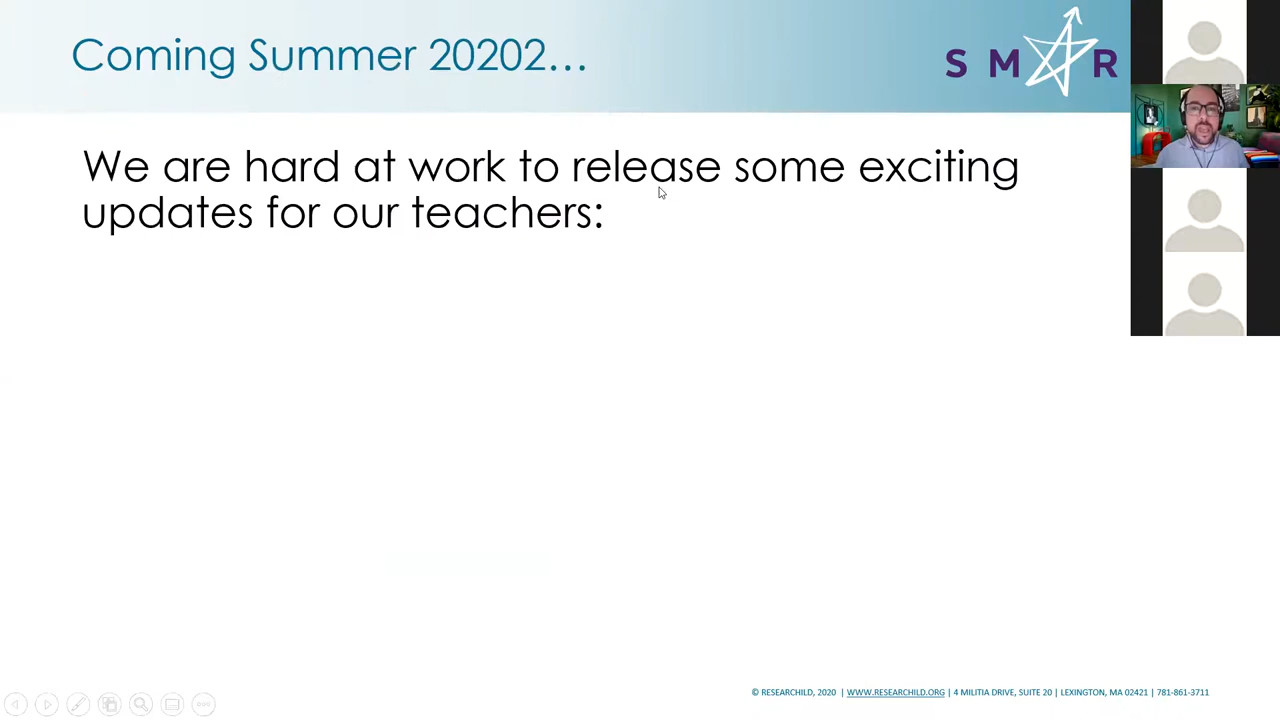 Coming Summer 20202…
S M R
We are hard at work to release some exciting
updates for our teachers:
© RESEARCHILD, 2020 | WWW.RESEARCHILD.ORG | 4 MILITIA DRIVE, SUITE 20 | LEXINGTON, MA 02421 | 781-861-3711